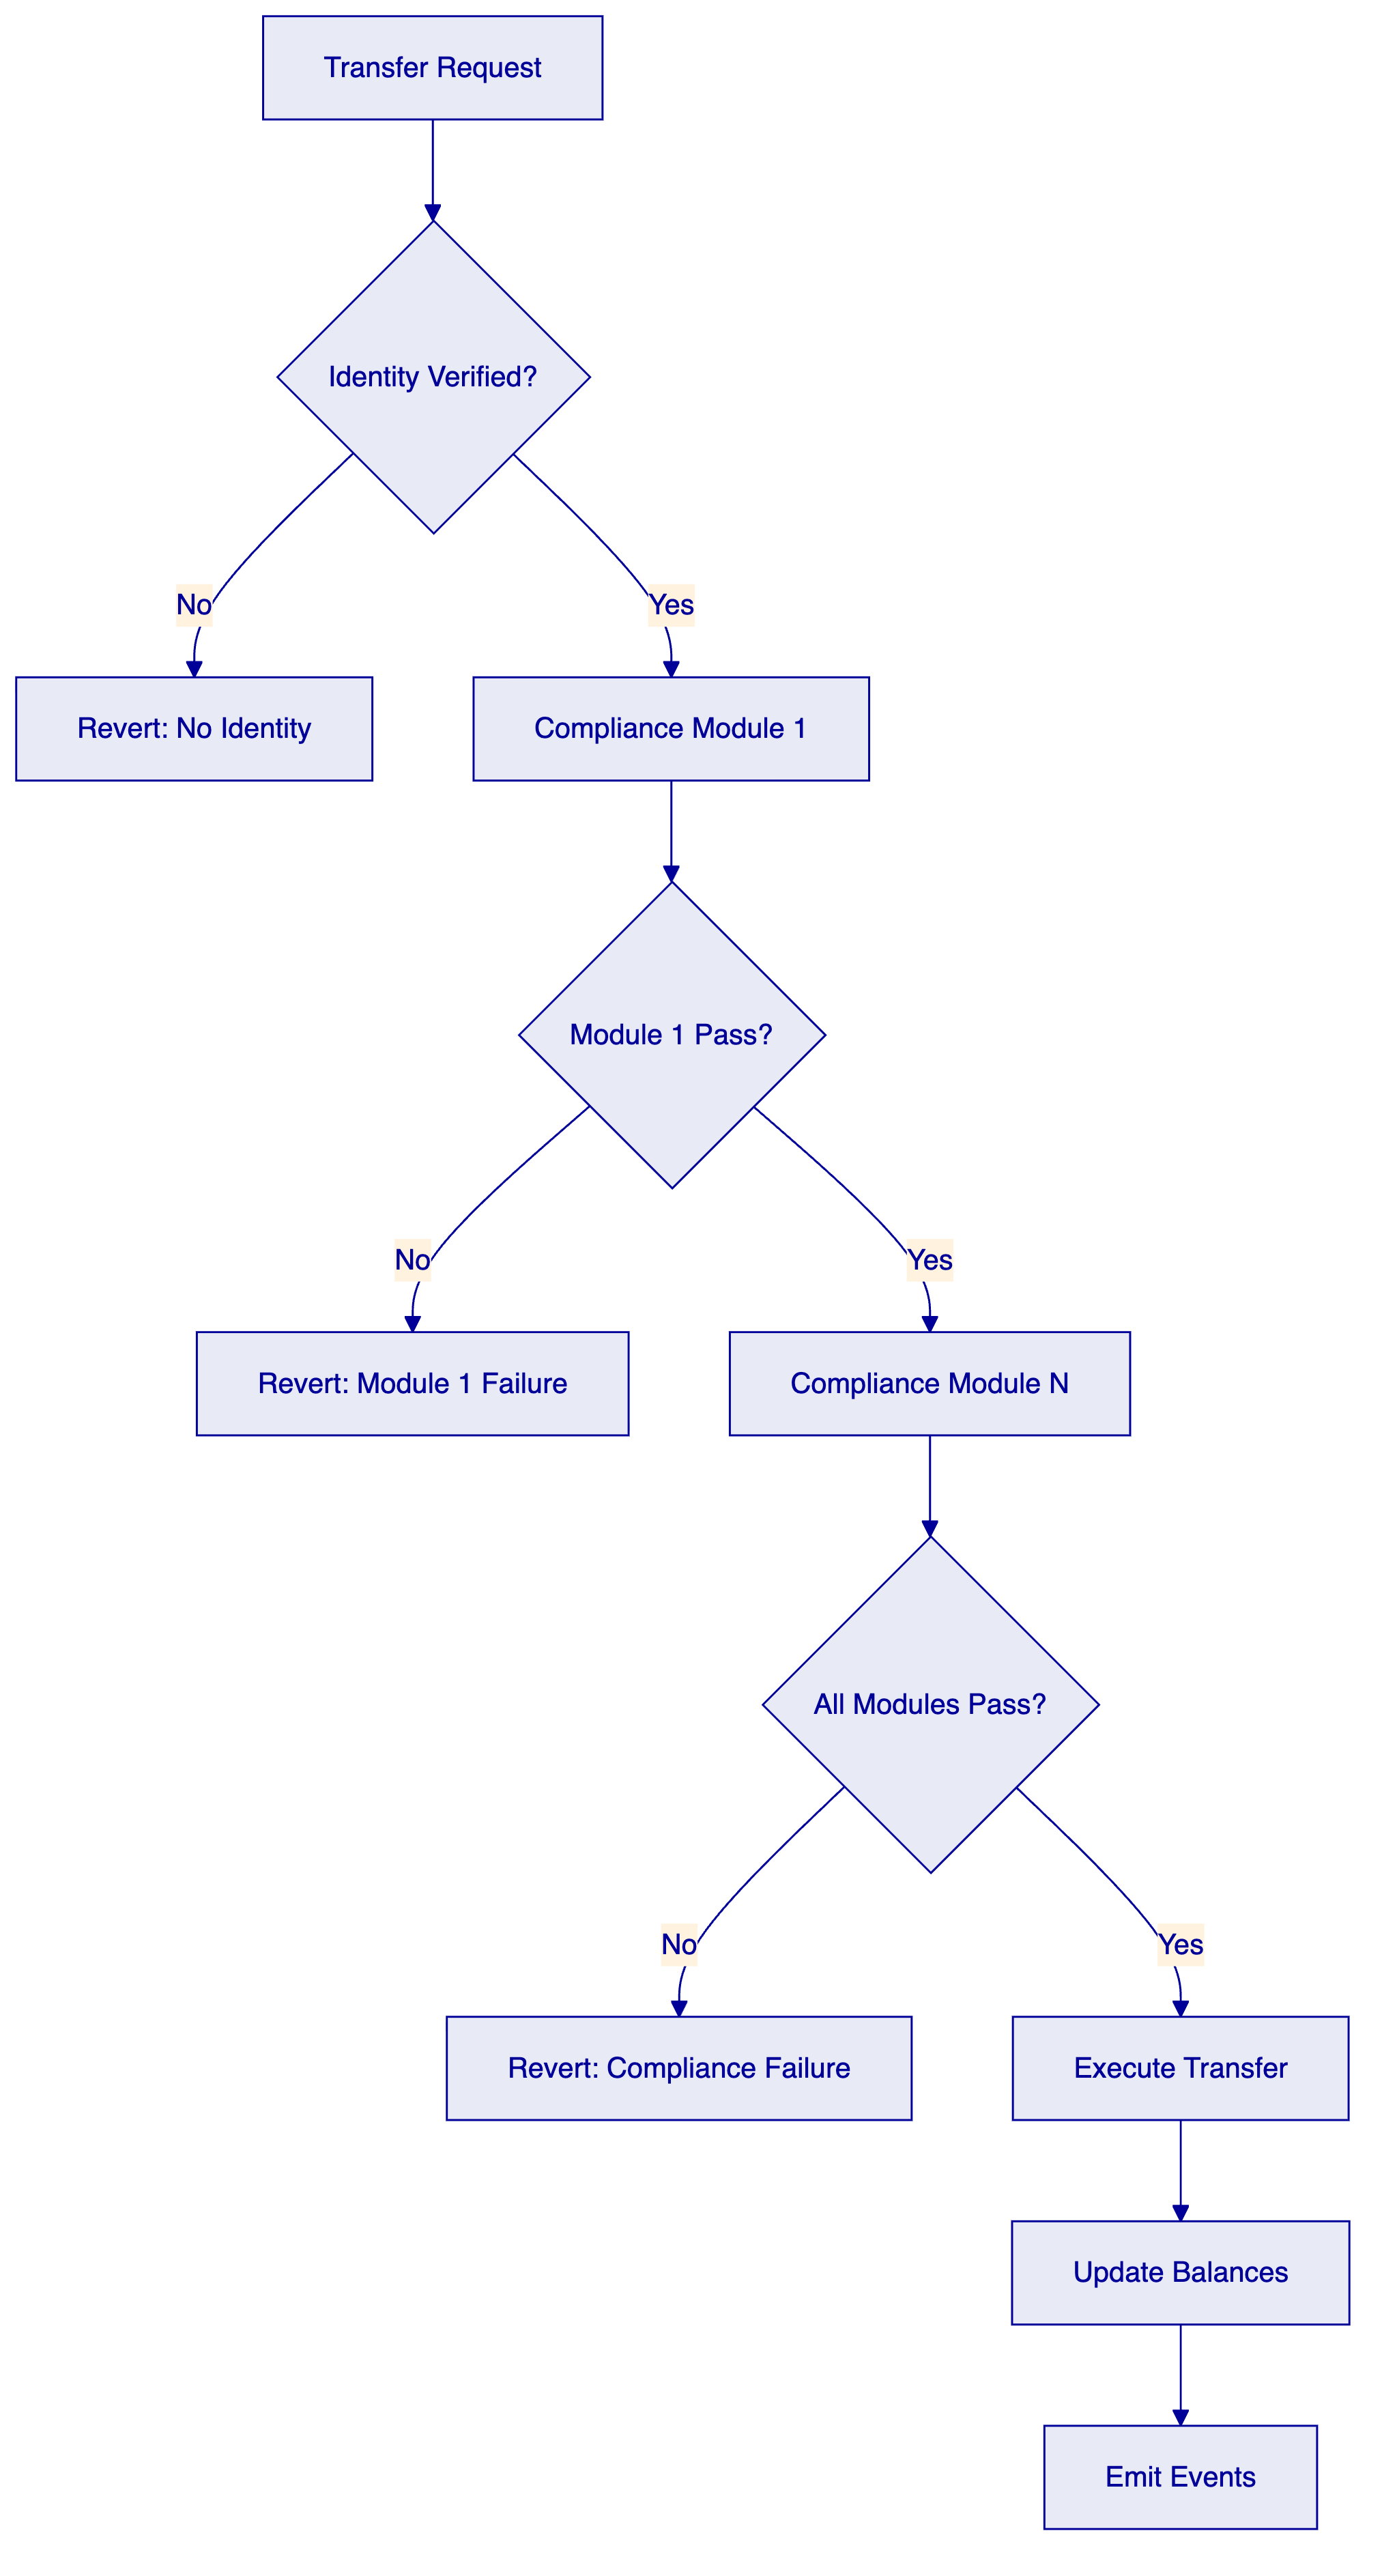 Transfer Request
Identity Verified?
No
Yes
Revert: No Identity
Compliance Module 1
Module 1 Pass?
No
Yes
Revert: Module 1 Failure
Compliance Module N
All Modules Pass?
No
Yes
Revert: Compliance Failure
Execute Transfer
Update Balances
Emit Events